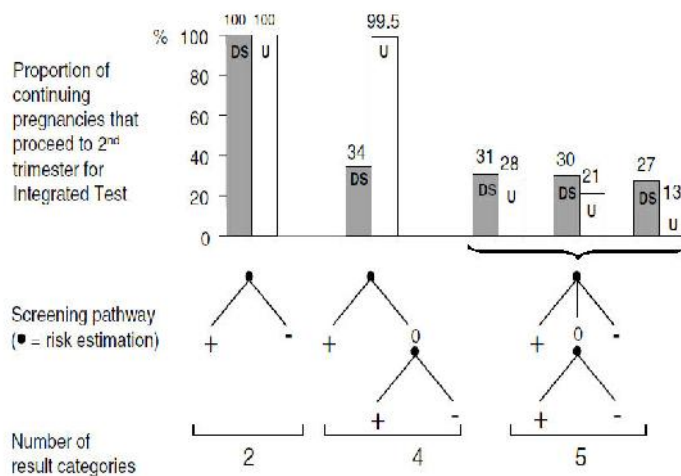 100 100
99.5
%
100
80
60
40
20
0
DS U
34
DS
U
31 28
DS U
30
21
DS U
27
13
DS U
Proportion of
continuing
pregnancies that
proceed to 2nd
trimester for
Integrated Test
Screening pathway
(● = risk estimation)
+ -
+ 0
+ -
+ 0 -
+ -
Number of
result categories
2 4 5